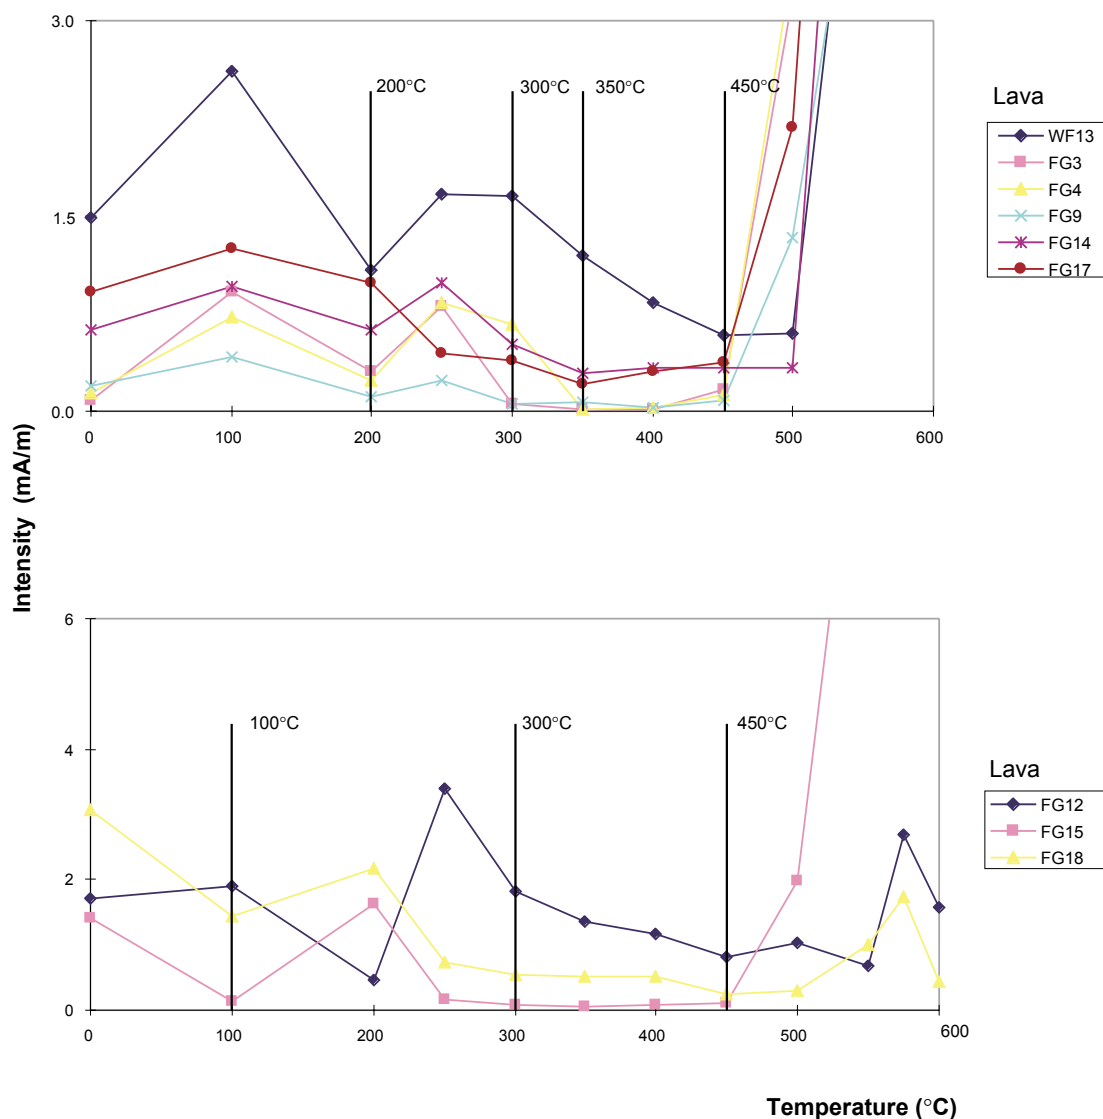 3.0
1.5
0.0
200°C
300°C
350°C
450°C
0
100
200
300
400
500
600
Lava
WF13
FG3
FG4
FG9
FG14
FG17
Intensity (mA/m)
6
4
2
0
100°C
300°C
450°C
0
100
200
300
400
500
600
Lava
FG12
FG15
FG18
Temperature (°C)